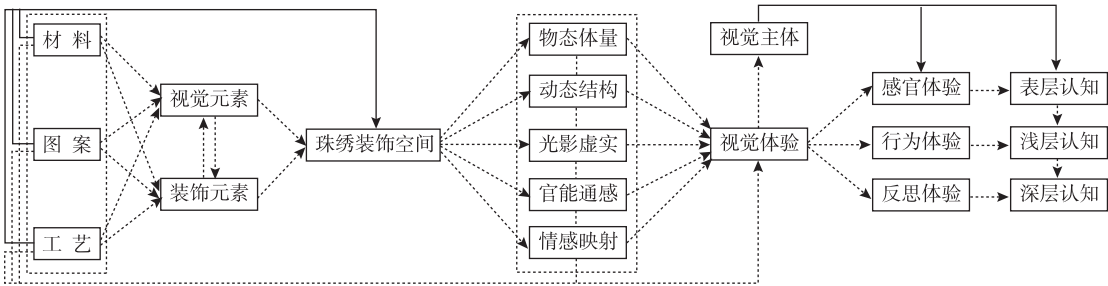 材料
图案
工艺
视觉元素
装饰元素
珠绣装饰空间
物态体量
动态结构
光影虚实
官能通感
情感映射
视觉主体
视觉体验
感官体验
行为体验
反思体验
表层认知
浅层认知
深层认知